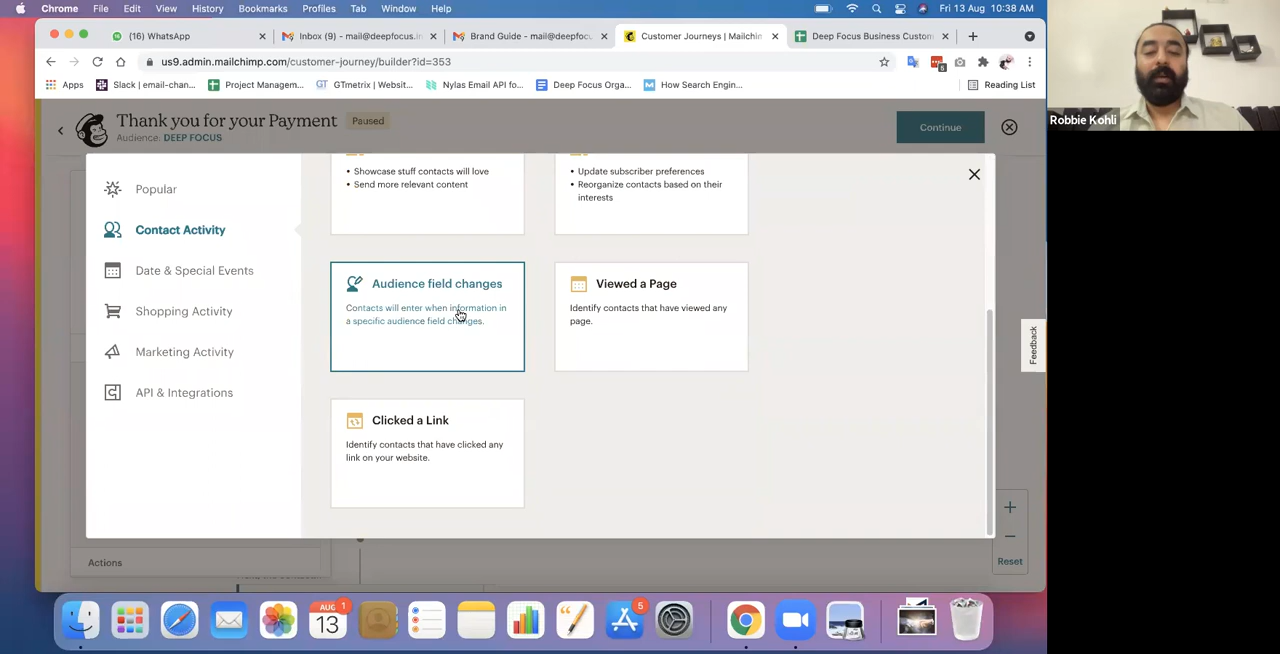 Chrome File Edit View History Bookmarks Profiles Tab Window Help Fri 13 Aug 10:38 AM
(16) WhatsApp Inbox (9) - mail@deepfocus.in Brand Guide - mail@deepfocu Customer Journeys | Mailchim Deep Focus Business Custom
us9.admin.mailchimp.com/customer-journey/builder?id=353
6
Apps Slack | email-chan... Project Managem... GTmetrix | Websit... Nylas Email API fo... Deep Focus Orga... How Search Engin... Reading List
Thank you for your Payment Paused
Audience: DEEP FOCUS
Continue
Popular
Contact Activity
Date & Special Events
Shopping Activity
Marketing Activity
API & Integrations
• Showcase stuff contacts will love
• Send more relevant content
• Update subscriber preferences
• Reorganize contacts based on their
interests
Audience field changes
Contacts will enter when information in
a specific audience field changes.
Viewed a Page
Identify contacts that have viewed any
page.
Clicked a Link
Identify contacts that have clicked any
link on your website.
Feedback
Reset
Actions
Robbie Kohli
AUG 1
13
5